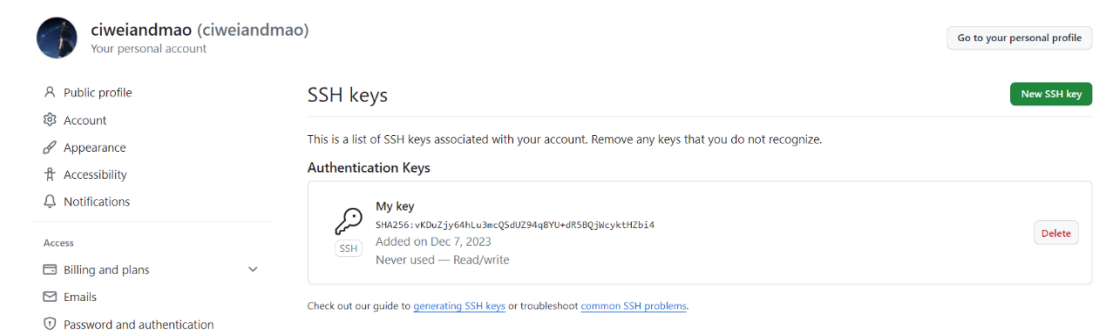 ciweiandmao (ciweiandmao)
Your personal account
Go to your personal profile
Public profile
Account
Appearance
Accessibility
Notifications
Access
Billing and plans
Emails
Password and authentication
SSH keys
New SSH key
This is a list of SSH keys associated with your account. Remove any keys that you do not recognize.
Authentication Keys
My key
SHA256:vKDuZjy64hLu3mcQSdUZ94q8YU+dR5BQjWcyktHZbi4
SSH
Added on Dec 7, 2023
Never used — Read/write
Delete
Check out our guide to generating SSH keys or troubleshoot common SSH problems.